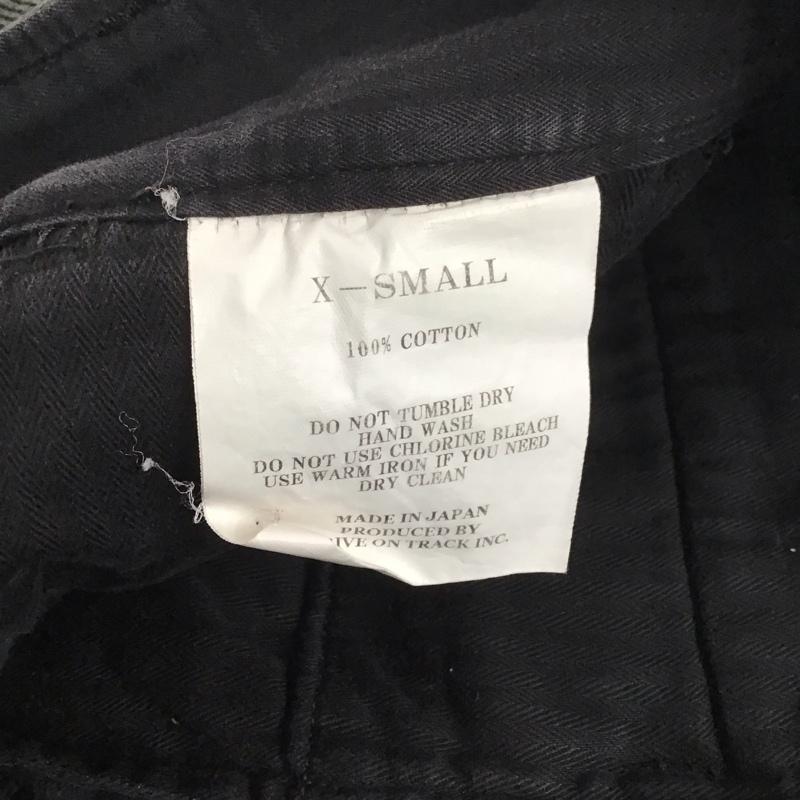 X—SMALL
100% COTTON
DO NOT TUMBLE DRY
HAND WASH
DO NOT USE CHLORINE BLEACH
USE WARM IRON IF YOU NEED
DRY CLEAN
MADE IN JAPAN
PRODUCED BY
ON TRACK INC.